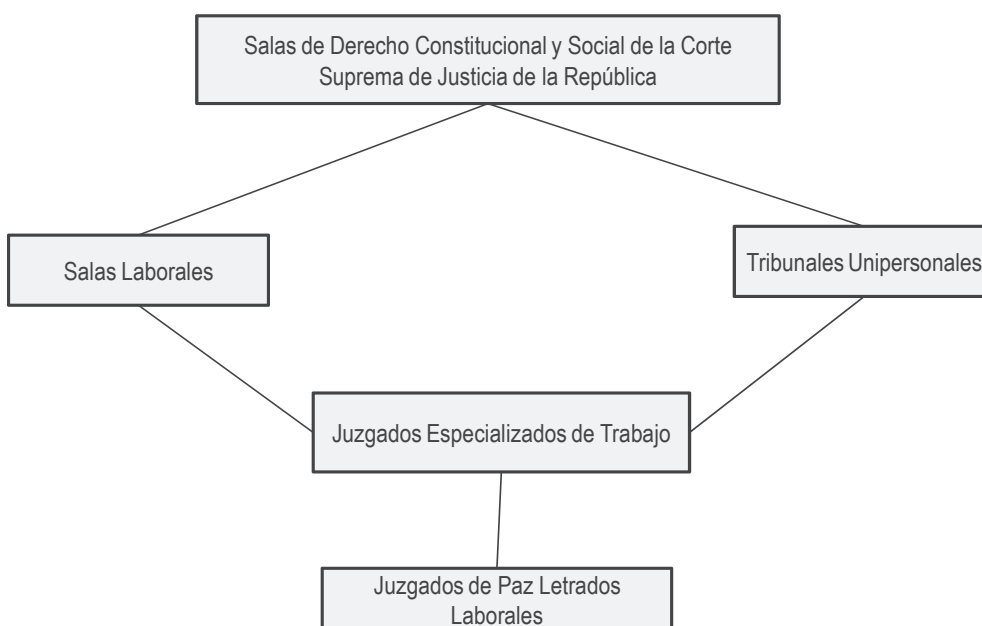 Salas de Derecho Constitucional y Social de la Corte
Suprema de Justicia de la República
Salas Laborales
Tribunales Unipersonales
Juzgados Especializados de Trabajo
Juzgados de Paz Letrados
Laborales